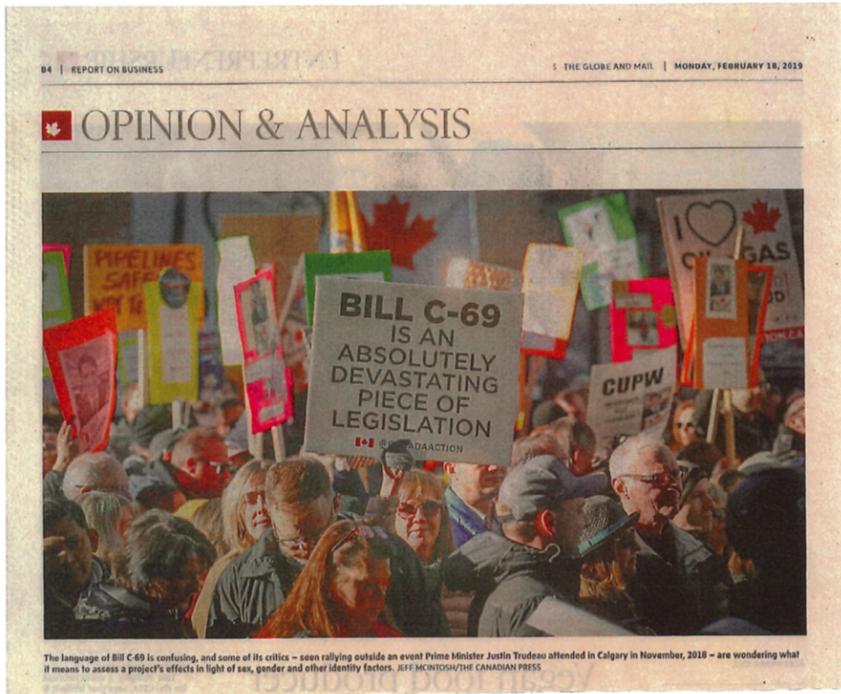 B4 | REPORT ON BUSINESS
THE GLOBE AND MAIL | MONDAY, FEBRUARY 18, 2019
OPINION & ANALYSIS
PIPELINES
SAFE
I
GAS
BILL C-69
IS AN
ABSOLUTELY
DEVASTATING
PIECE OF
LEGISLATION
CUPW
The language of Bill C-69 is confusing, and some of its critics – seen rallying outside an event Prime Minister Justin Trudeau attended in Calgary in November, 2018 – are wondering what
it means to assess a project's effects in light of sex, gender and other identity factors. JEFF MCINTOSH/THE CANADIAN PRESS